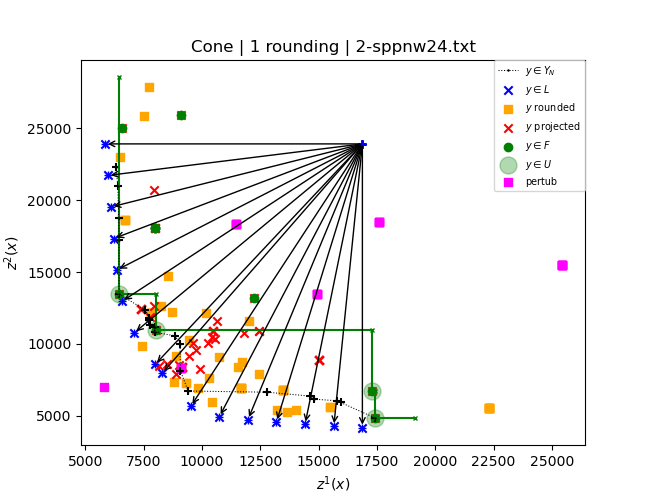 Cone | 1 rounding | 2-sppnw24.txt
y ∈ Y_N
y ∈ L
y rounded
y projected
y ∈ F
y ∈ U
pertub
z²(x)
25000
20000
15000
10000
5000
5000 7500 10000 12500 15000 17500 20000 22500 25000
z¹(x)